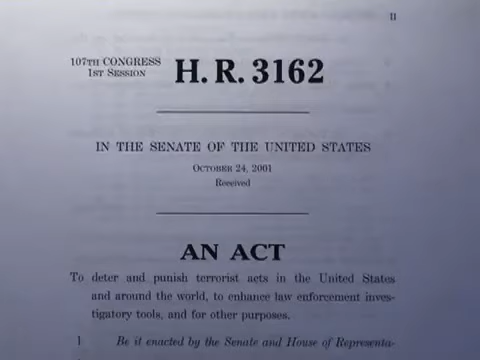 II
107TH CONGRESS
1ST SESSION
H. R. 3162
IN THE SENATE OF THE UNITED STATES
OCTOBER 24, 2001
Received
AN ACT
To deter and punish terrorist acts in the United States
and around the world, to enhance law enforcement inves-
tigatory tools, and for other purposes.
1 Be it enacted by the Senate and House of Representa-